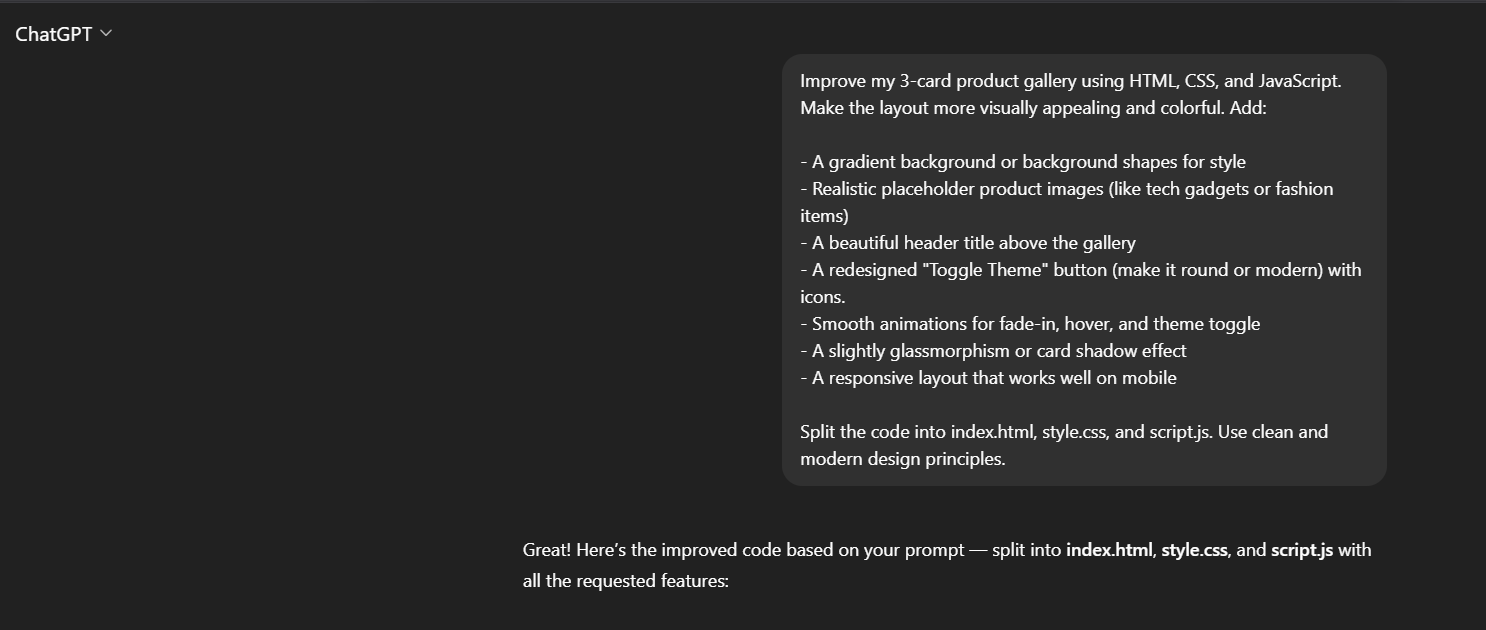 ChatGPT
Improve my 3-card product gallery using HTML, CSS, and JavaScript.
Make the layout more visually appealing and colorful. Add:
- A gradient background or background shapes for style
- Realistic placeholder product images (like tech gadgets or fashion
items)
- A beautiful header title above the gallery
- A redesigned "Toggle Theme" button (make it round or modern) with
icons.
- Smooth animations for fade-in, hover, and theme toggle
- A slightly glassmorphism or card shadow effect
- A responsive layout that works well on mobile
Split the code into index.html, style.css, and script.js. Use clean and
modern design principles.
Great! Here’s the improved code based on your prompt — split into index.html, style.css, and script.js with
all the requested features: